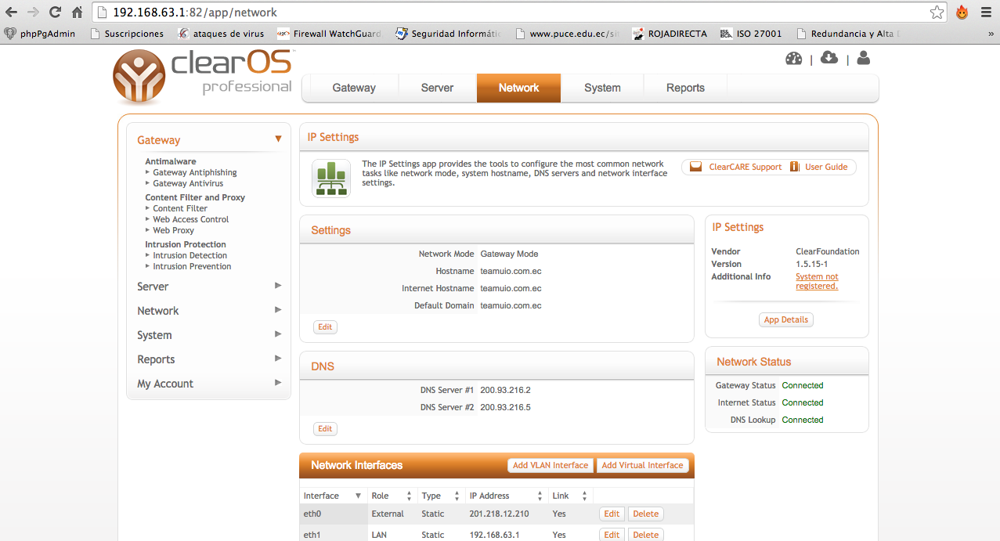 192.168.63.1:82/app/network
phpPgAdmin Suscripciones ataques de virus Firewall WatchGuard Seguridad Informátic www.puce.edu.ec/sit ROJADIRECTA ISO 27001 Redundancia y Alta D »
clearOS
professional
Gateway Server Network System Reports
Gateway
Antimalware
Gateway Antiphishing
Gateway Antivirus
Content Filter and Proxy
Content Filter
Web Access Control
Web Proxy
Intrusion Protection
Intrusion Detection
Intrusion Prevention
Server
Network
System
Reports
My Account
IP Settings
The IP Settings app provides the tools to configure the most common network
tasks like network mode, system hostname, DNS servers and network interface
settings.
ClearCARE Support User Guide
Settings
Network Mode Gateway Mode
Hostname teamuio.com.ec
Internet Hostname teamuio.com.ec
Default Domain teamuio.com.ec
Edit
DNS
DNS Server #1 200.93.216.2
DNS Server #2 200.93.216.5
Edit
Network Interfaces Add VLAN Interface Add Virtual Interface
Interface Role Type IP Address Link
eth0 External Static 201.218.12.210 Yes Edit Delete
eth1 LAN Static 192.168.63.1 Yes Edit Delete
IP Settings
Vendor ClearFoundation
Version 1.5.15-1
Additional Info System not
registered.
App Details
Network Status
Gateway Status Connected
Internet Status Connected
DNS Lookup Connected